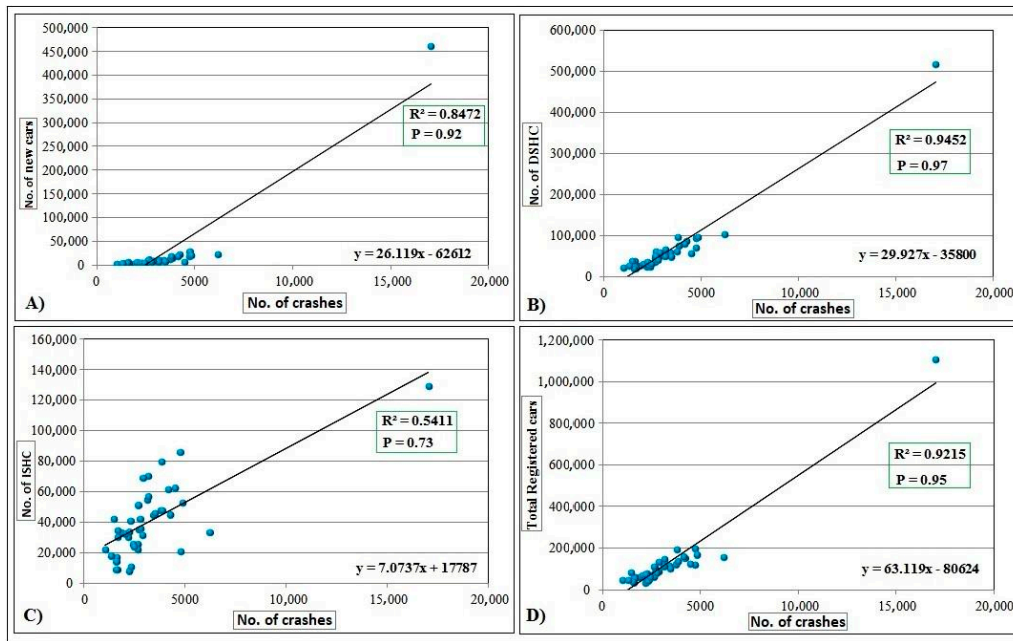 500,000
450,000
400,000
350,000
300,000
250,000
200,000
150,000
100,000
50,000
0
No. of new cars
R² = 0.8472
P = 0.92
y = 26.119x - 62612
0 5000 10,000 15,000 20,000
A)
No. of crashes
600,000
500,000
400,000
300,000
200,000
100,000
0
No. of DSHC
R² = 0.9452
P = 0.97
y = 29.927x - 35800
0 5000 10,000 15,000 20,000
B)
No. of crashes
160,000
140,000
120,000
100,000
80,000
60,000
40,000
20,000
0
No. of ISHC
R² = 0.5411
P = 0.73
y = 7.0737x + 17787
0 5000 10,000 15,000 20,000
C)
No. of crashes
1,200,000
1,000,000
800,000
600,000
400,000
200,000
0
Total Registered cars
R² = 0.9215
P = 0.95
y = 63.119x - 80624
0 5000 10,000 15,000 20,000
D)
No. of crashes